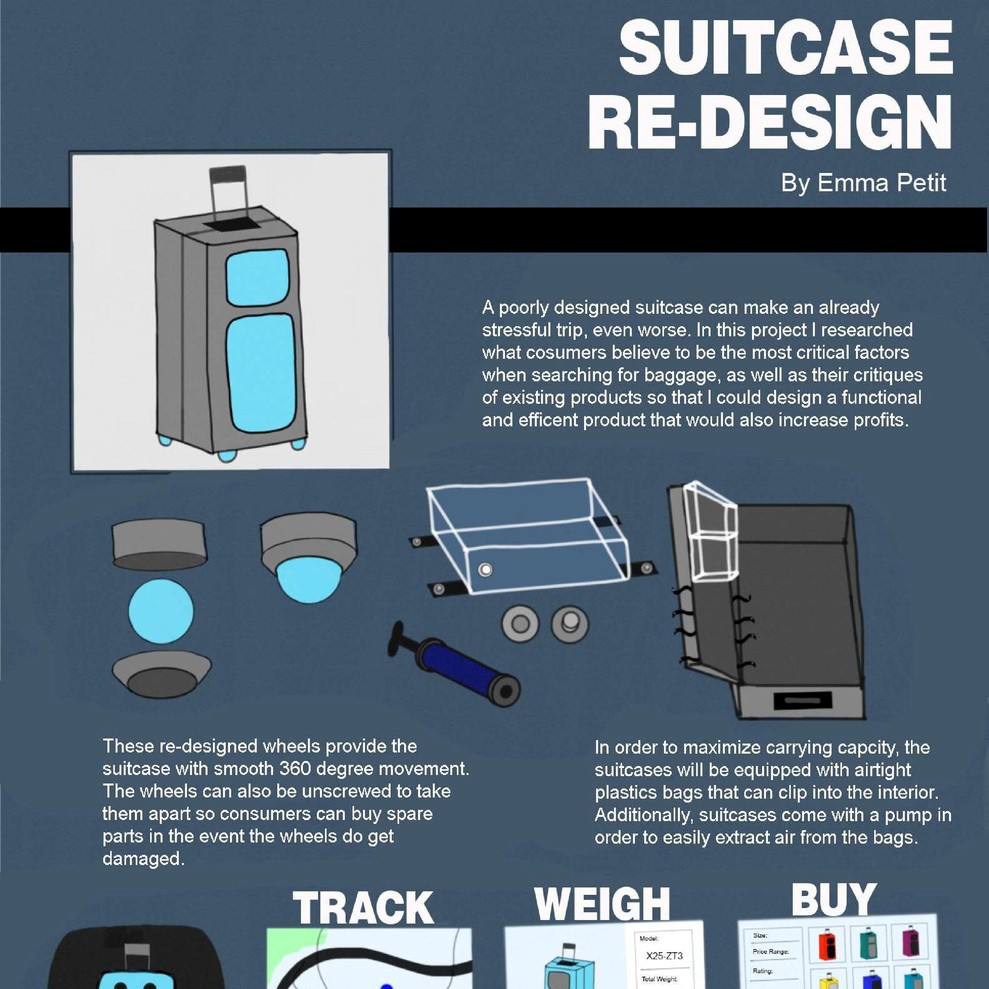 SUITCASE
RE-DESIGN
By Emma Petit
A poorly designed suitcase can make an already
stressful trip, even worse. In this project I researched
what cosumers believe to be the most critical factors
when searching for baggage, as well as their critiques
of existing products so that I could design a functional
and efficent product that would also increase profits.
These re-designed wheels provide the
suitcase with smooth 360 degree movement.
The wheels can also be unscrewed to take
them apart so consumers can buy spare
parts in the event the wheels do get
damaged.
In order to maximize carrying capcity, the
suitcases will be equipped with airtight
plastics bags that can clip into the interior.
Additionally, suitcases come with a pump in
order to easily extract air from the bags.
TRACK
WEIGH
BUY
Model:
X25-ZT3
Total Weight:
Size:
Price Range:
Rating: